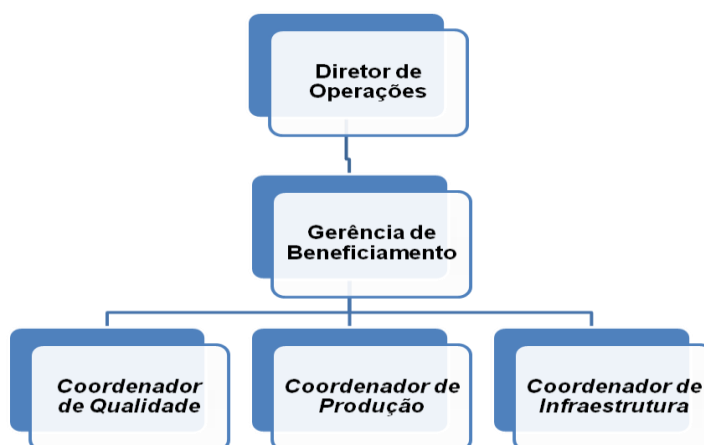 Diretor de
Operações
Gerência de
Beneficiamento
Coordenador
de Qualidade
Coordenador de
Produção
Coordenador de
Infraestrutura